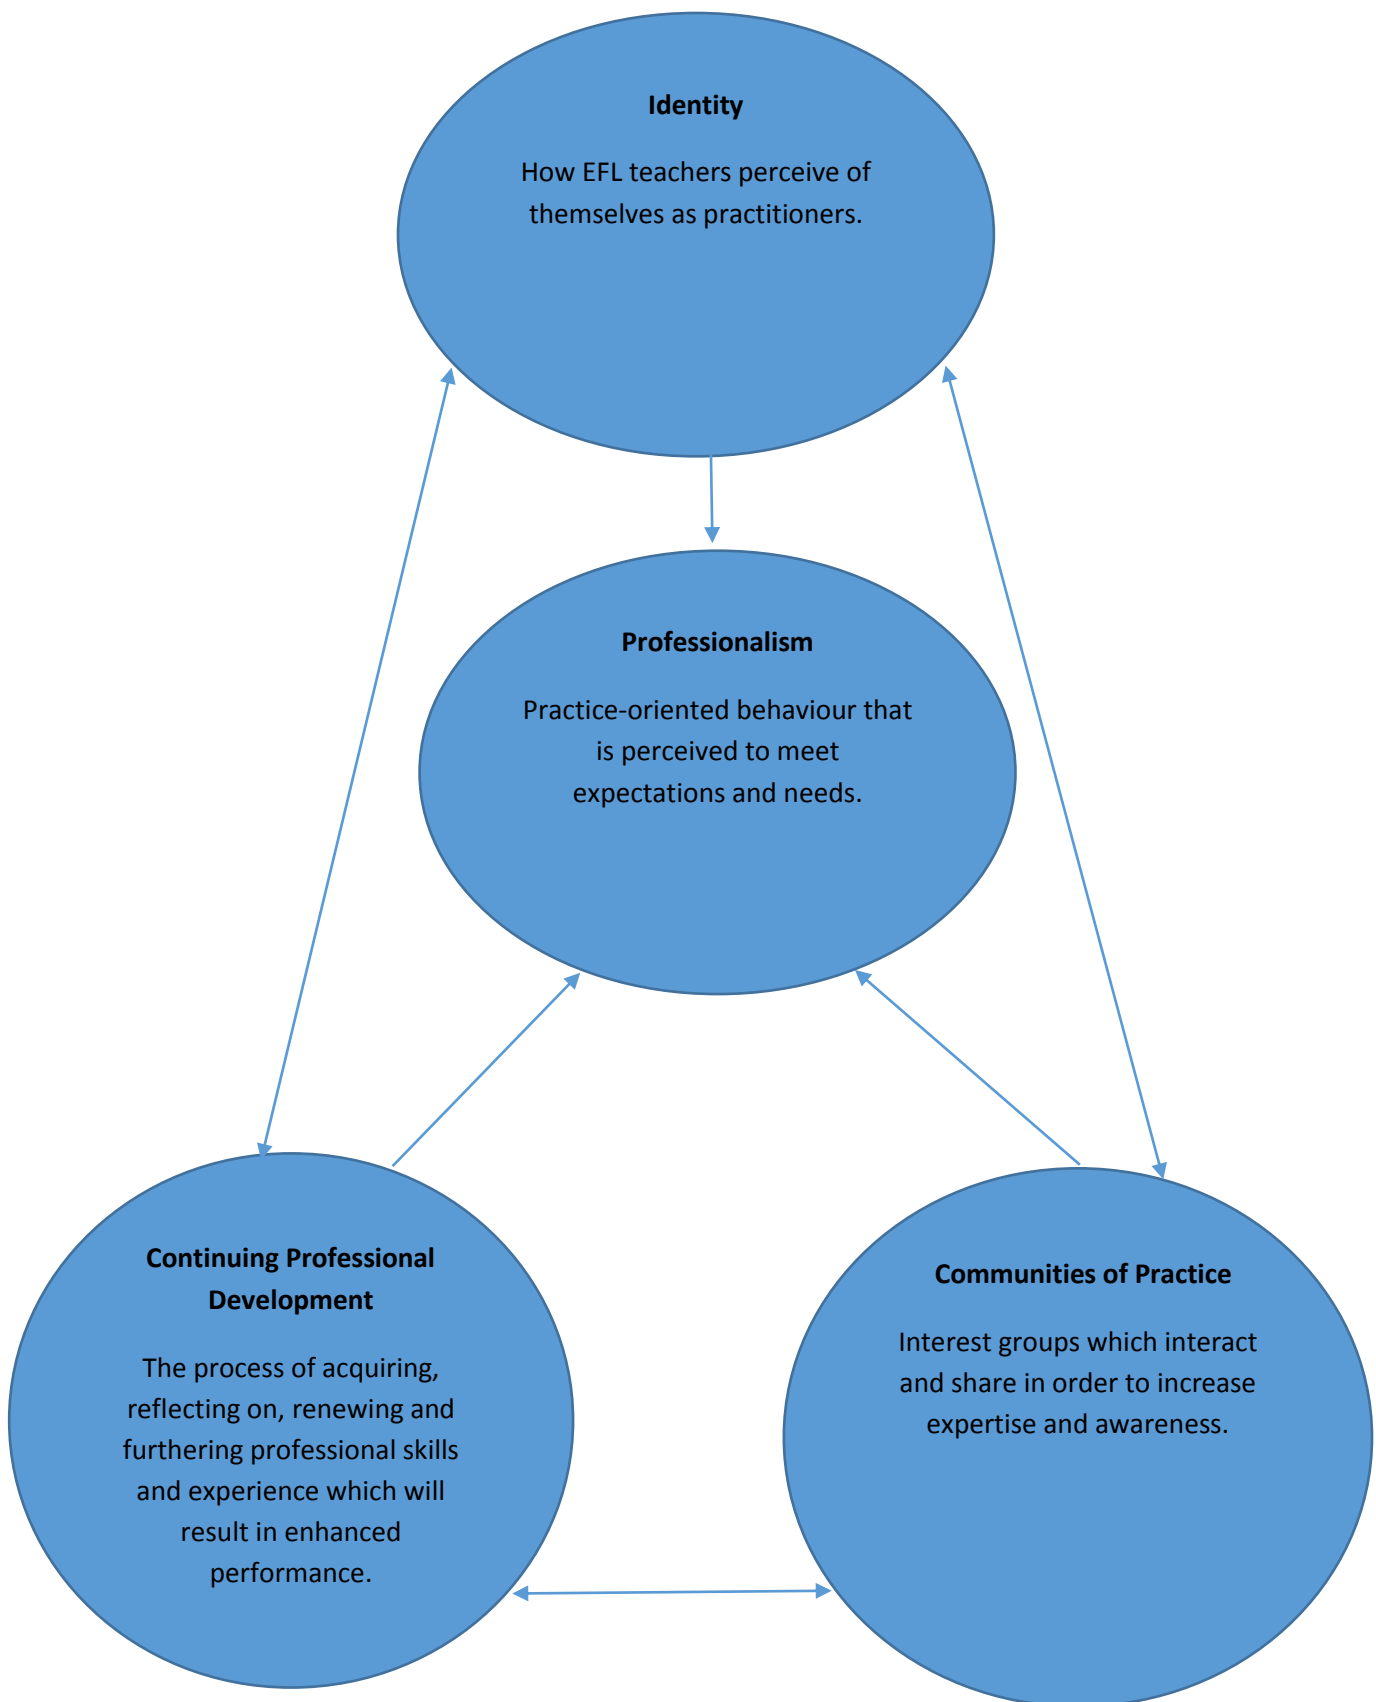 Identity
How EFL teachers perceive of
themselves as practitioners.
Professionalism
Practice-oriented behaviour that
is perceived to meet
expectations and needs.
Continuing Professional
Development
The process of acquiring,
reflecting on, renewing and
furthering professional skills
and experience which will
result in enhanced
performance.
Communities of Practice
Interest groups which interact
and share in order to increase
expertise and awareness.